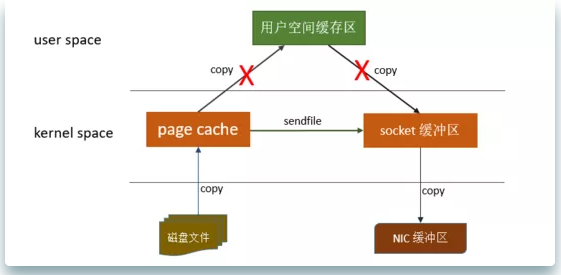 user space
用户空间缓存区
copy
copy
kernel space
page cache
sendfile
socket 缓冲区
copy
copy
磁盘文件
NIC 缓冲区